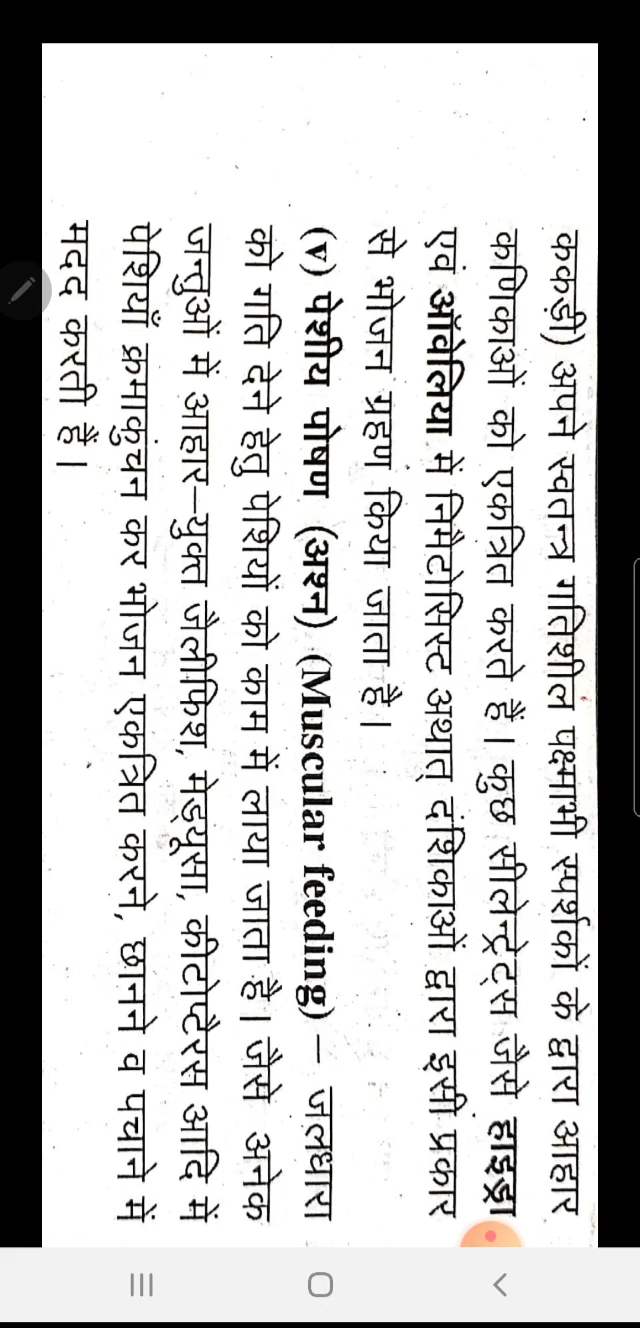 ककड़ी) अपने स्वतन्त्र गतिशील पक्ष्माभी स्पर्शकों के द्वारा आहार
कणिकाओं को एकत्रित करते हैं। कुछ सीलेन्ट्रेट्स जैसे हाइड्रा
एवं ऑबेलिया में निमैटोसिस्ट अथात् दंशिकाओं द्वारा इसी प्रकार
से भोजन ग्रहण किया जाता है।
(v) पेशीय पोषण (अश्न) (Muscular feeding) – जलधारा
को गति देने हेतु पेशियों को काम में लाया जाता है। जैसे अनेक
जन्तुओं में आहार–युक्त जैलीफिश, मेड्यूसा, कीटोप्टैरस आदि में
पेशियाँ क्रमाकुंचन कर भोजन एकत्रित करने, छानने व पचाने में
मदद करती हैं।